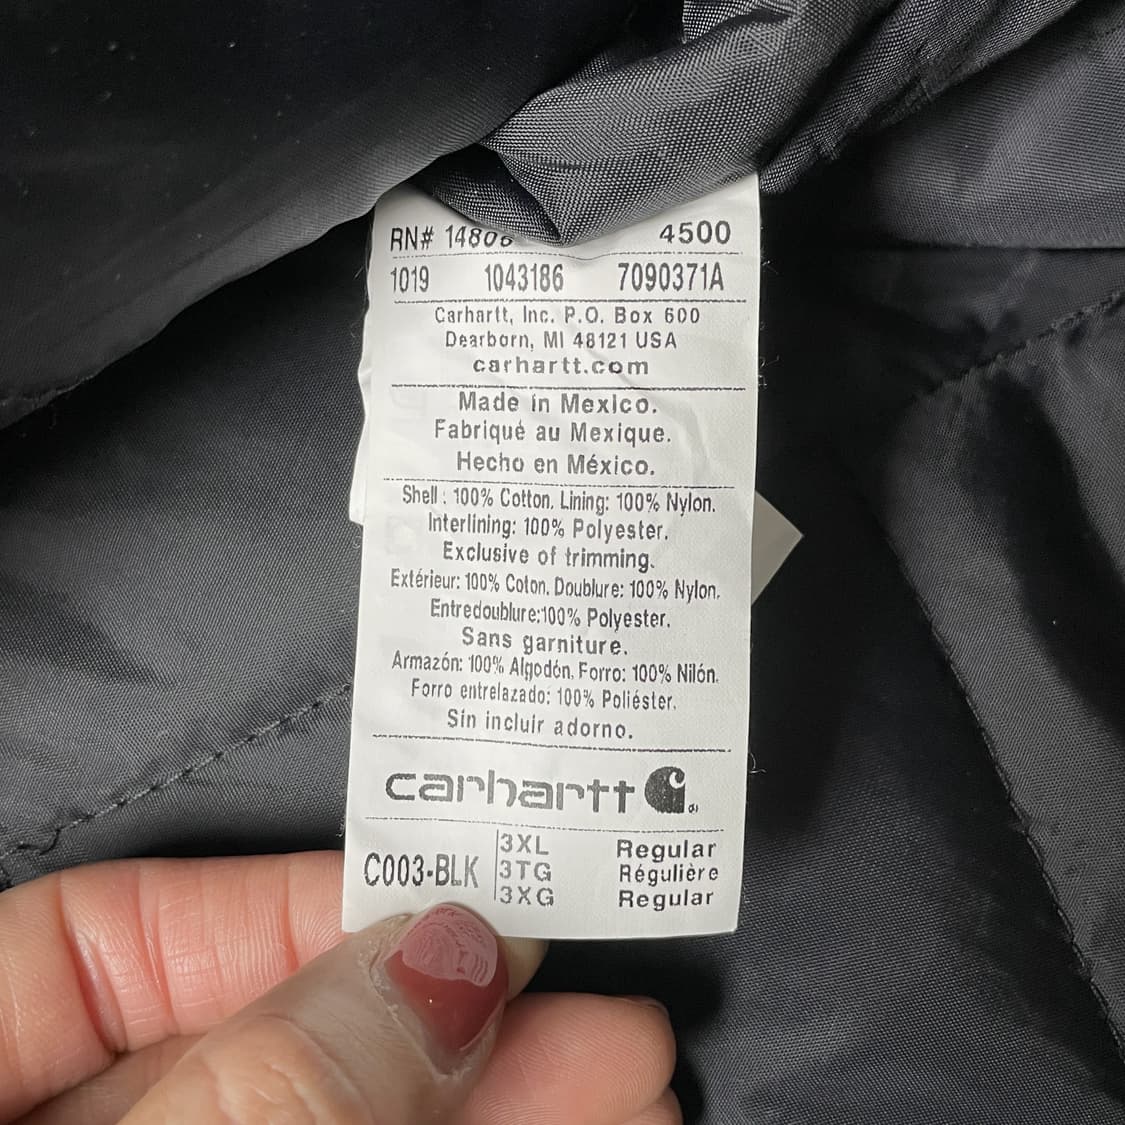 RN# 14806 4500
1019 1043186 7090371A
Carhartt, Inc. P.O. Box 600
Dearborn, MI 48121 USA
carhartt.com
Made in Mexico.
Fabriqué au Mexique.
Hecho en México.
Shell : 100% Cotton. Lining: 100% Nylon.
Interlining: 100% Polyester.
Exclusive of trimming.
Extérieur: 100% Coton. Doublure: 100% Nylon.
Entredoublure:100% Polyester.
Sans garniture.
Armazón: 100% Algodón. Forro: 100% Nilón.
Forro entrelazado: 100% Poliéster.
Sin incluir adorno.
carhartt
C003-BLK 3XL Regular
3TG Régulière
3XG Regular